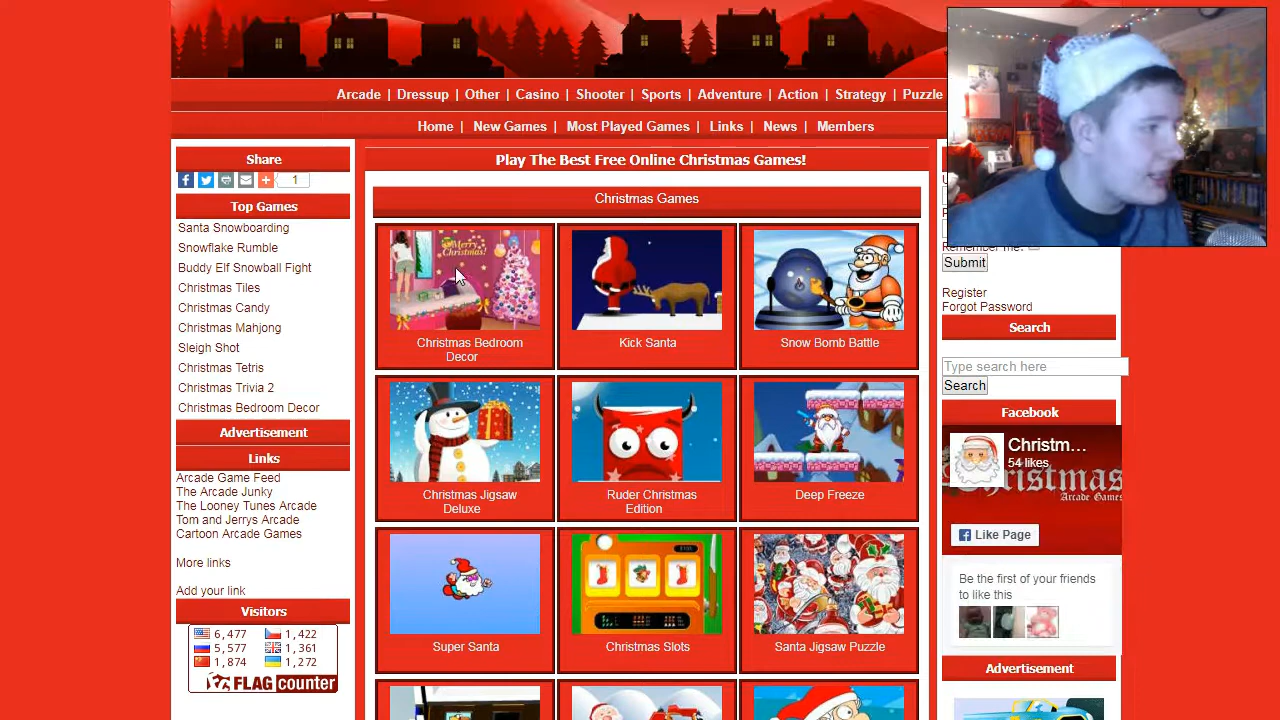 Arcade | Dressup | Other | Casino | Shooter | Sports | Adventure | Action | Strategy | Puzzle
Home | New Games | Most Played Games | Links | News | Members
Share
1
Top Games
Santa Snowboarding
Snowflake Rumble
Buddy Elf Snowball Fight
Christmas Tiles
Christmas Candy
Christmas Mahjong
Sleigh Shot
Christmas Tetris
Christmas Trivia 2
Christmas Bedroom Decor
Advertisement
Links
Arcade Game Feed
The Arcade Junky
The Looney Tunes Arcade
Tom and Jerrys Arcade
Cartoon Arcade Games
More links
Add your link
Visitors
6,477 1,422
5,577 1,361
1,874 1,272
FLAG counter
Play The Best Free Online Christmas Games!
Christmas Games
Merry
Christmas!
Christmas Bedroom
Decor
Kick Santa
Snow Bomb Battle
Christmas Jigsaw
Deluxe
Ruder Christmas
Edition
Deep Freeze
Super Santa
Christmas Slots
Santa Jigsaw Puzzle
Remember me:
Submit
Register
Forgot Password
Search
Type search here
Search
Facebook
Christm...
54 likes
Christmas
Arcade Games
Like Page
Be the first of your friends
to like this
Advertisement